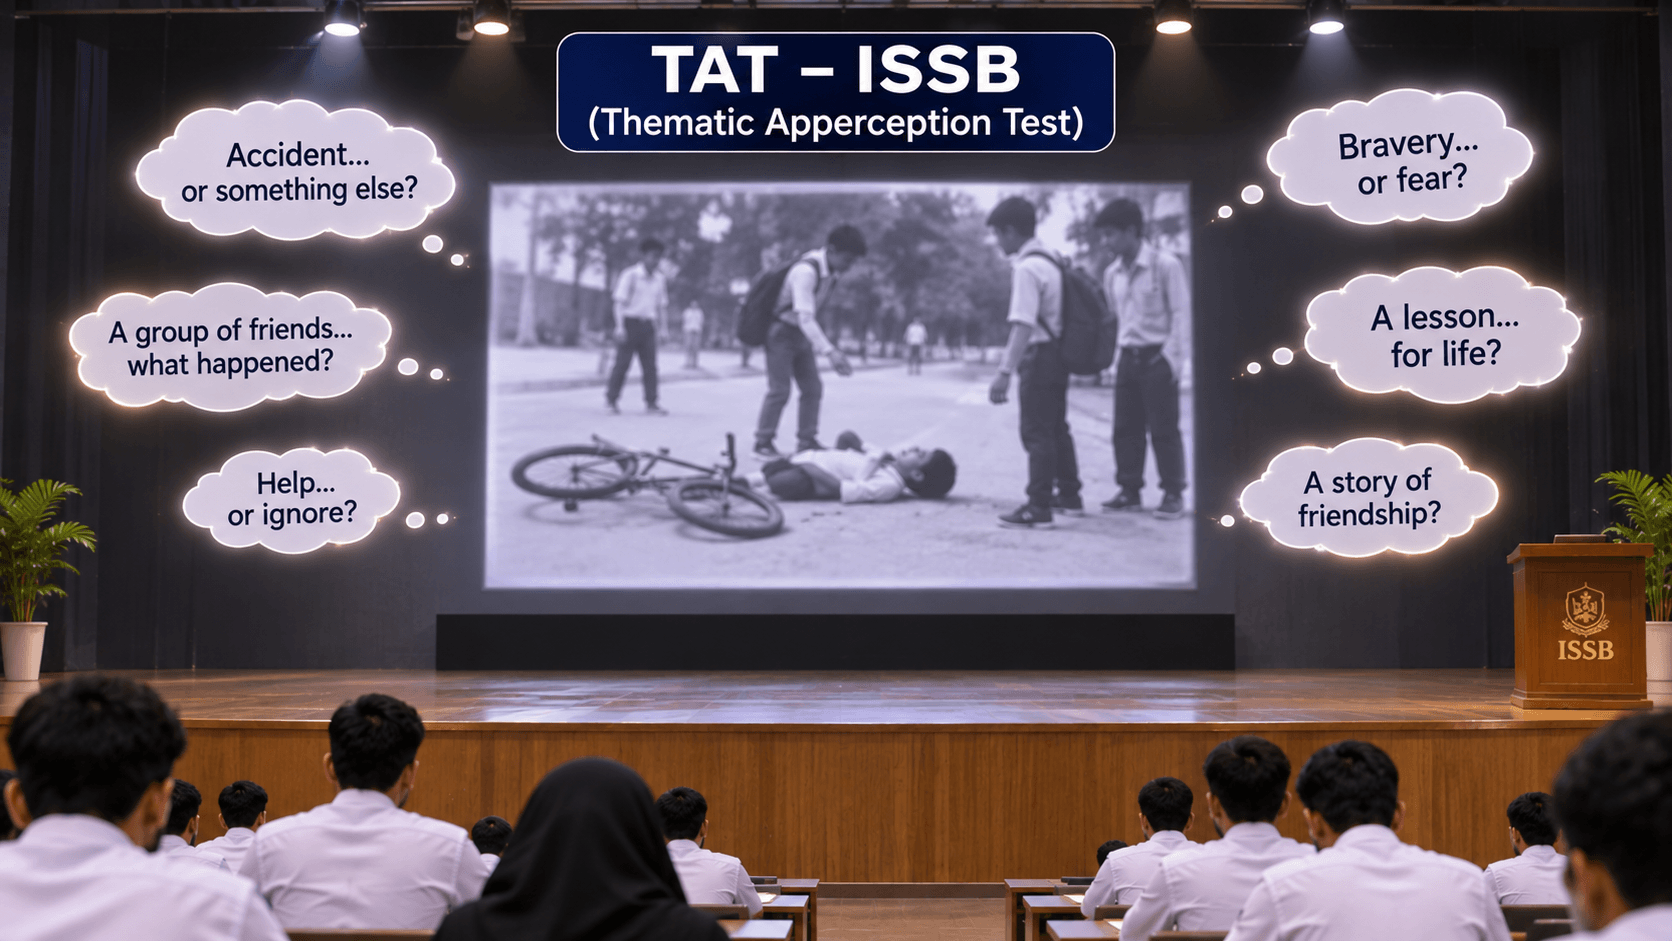 TAT – ISSB
(Thematic Apperception Test)
Accident...
or something else?
A group of friends...
what happened?
Help...
or ignore?
Bravery...
or fear?
A lesson...
for life?
A story of
friendship?
ISSB